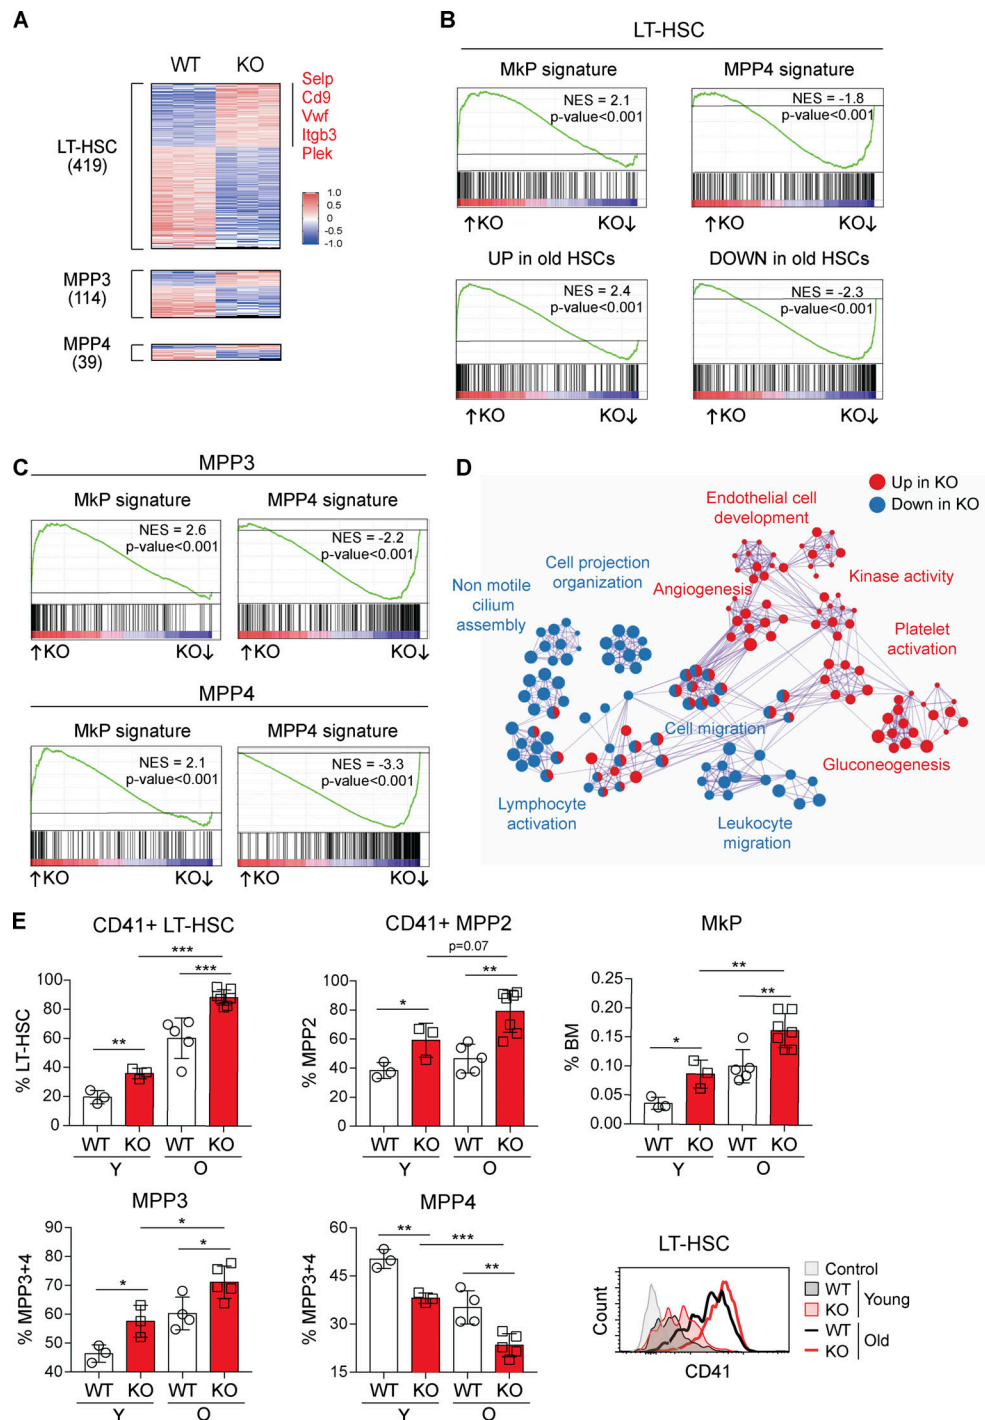 A
WT KO
Selp
Cd9
Vwf
Itgb3
Plek
LT-HSC
(419)
1.0
0.5
0
-0.5
-1.0
MPP3
(114)
MPP4
(39)
B
LT-HSC
MkP signature
NES = 2.1
p-value<0.001
↑KO KO↓
MPP4 signature
NES = -1.8
p-value<0.001
↑KO KO↓
UP in old HSCs
NES = 2.4
p-value<0.001
↑KO KO↓
DOWN in old HSCs
NES = -2.3
p-value<0.001
↑KO KO↓
C
MPP3
MkP signature
NES = 2.6
p-value<0.001
↑KO KO↓
MPP4 signature
NES = -2.2
p-value<0.001
↑KO KO↓
MPP4
MkP signature
NES = 2.1
p-value<0.001
↑KO KO↓
MPP4 signature
NES = -3.3
p-value<0.001
↑KO KO↓
D
Up in KO
Down in KO
Endothelial cell
development
Cell projection
organization
Kinase activity
Angiogenesis
Non motile
cilium
assembly
Platelet
activation
Cell migration
Gluconeogenesis
Lymphocyte
activation
Leukocyte
migration
E
CD41+ LT-HSC
% LT-HSC
100
80
60
40
20
0
**
***
***
WT KO WT KO
Y O
CD41+ MPP2
% MPP2
100
80
60
40
20
0
*
p=0.07
**
WT KO WT KO
Y O
MkP
% BM
0.25
0.20
0.15
0.10
0.05
0.00
*
**
**
WT KO WT KO
Y O
MPP3
% MPP3+4
90
80
70
60
50
40
*
*
*
WT KO WT KO
Y O
MPP4
% MPP3+4
60
45
30
15
**
***
**
WT KO WT KO
Y O
LT-HSC
Count
CD41
Control
WT
KO
Young
WT
KO
Old